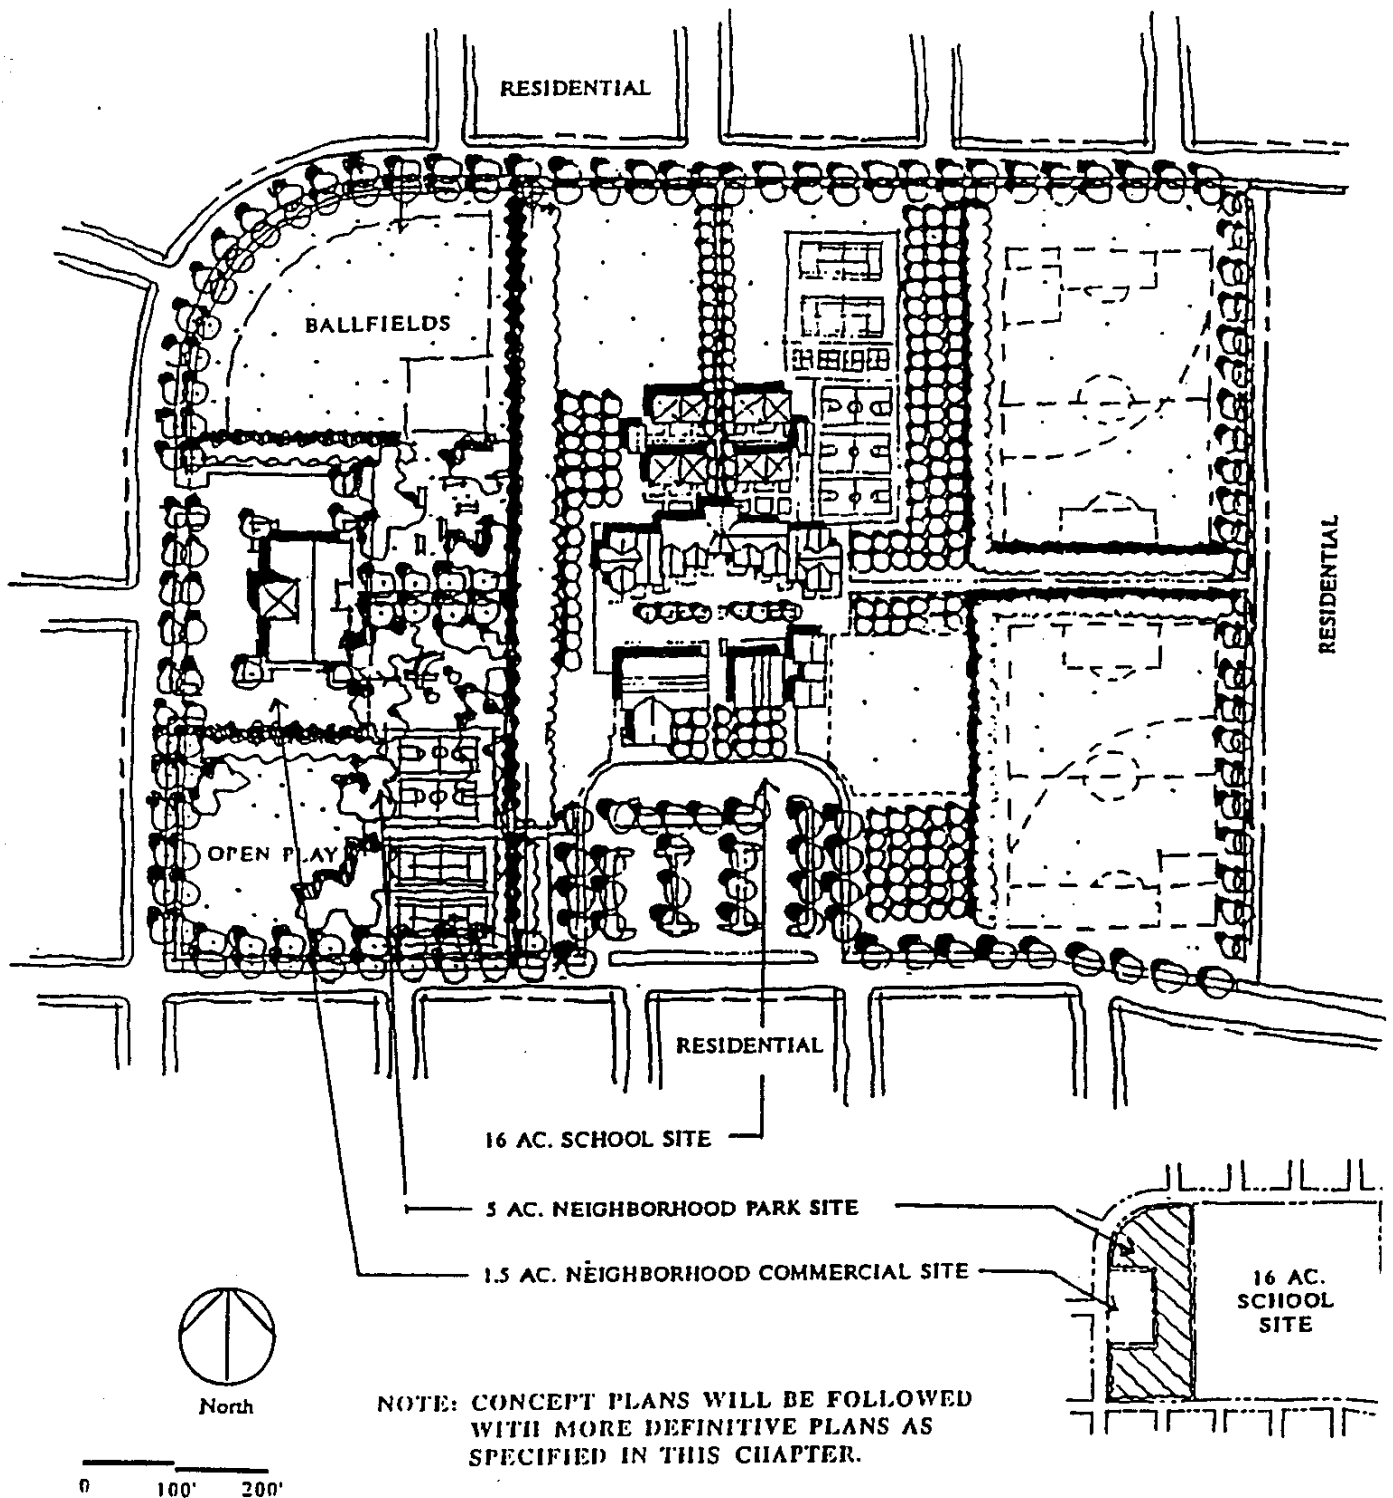 RESIDENTIAL
BALLFIELDS
RESIDENTIAL
OPEN PLAY
RESIDENTIAL
16 AC. SCHOOL SITE
5 AC. NEIGHBORHOOD PARK SITE
1.5 AC. NEIGHBORHOOD COMMERCIAL SITE
16 AC.
SCHOOL
SITE
North
NOTE: CONCEPT PLANS WILL BE FOLLOWED
WITH MORE DEFINITIVE PLANS AS
SPECIFIED IN THIS CHAPTER.
0 100' 200'